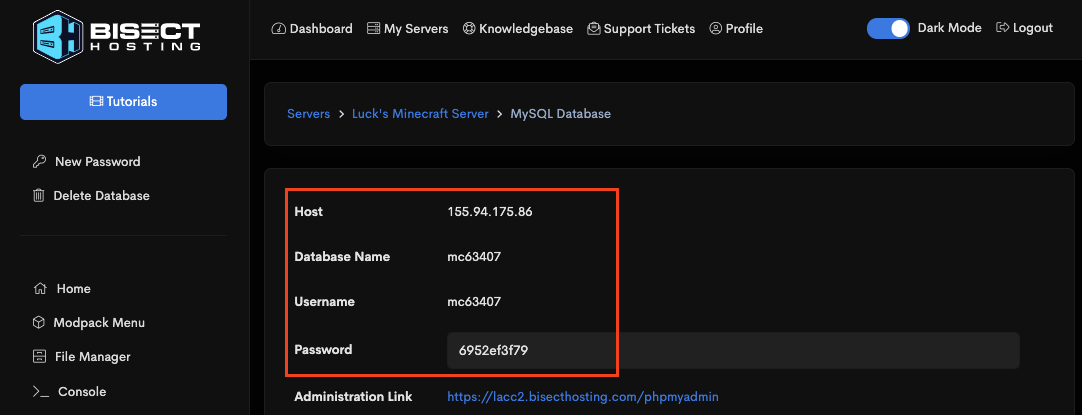 BISECT
HOSTING
Dashboard My Servers Knowledgebase Support Tickets Profile Dark Mode Logout
Tutorials
New Password
Delete Database
Home
Modpack Menu
File Manager
Console
Servers > Luck's Minecraft Server > MySQL Database
Host 155.94.175.86
Database Name mc63407
Username mc63407
Password 6952ef3f79
Administration Link https://lacc2.bisecthosting.com/phpmyadmin